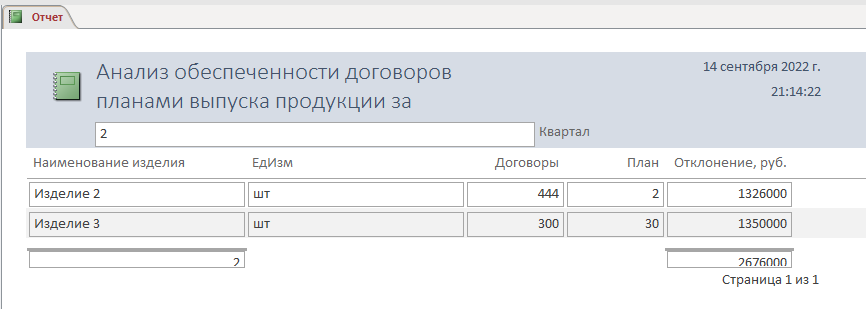 Отчет
Анализ обеспеченности договоров
планами выпуска продукции за
14 сентября 2022 г.
21:14:22
2 Квартал
Наименование изделия ЕдИзм Договоры План Отклонение, руб.
Изделие 2 шт 444 2 1326000
Изделие 3 шт 300 30 1350000
2 2676000
Страница 1 из 1